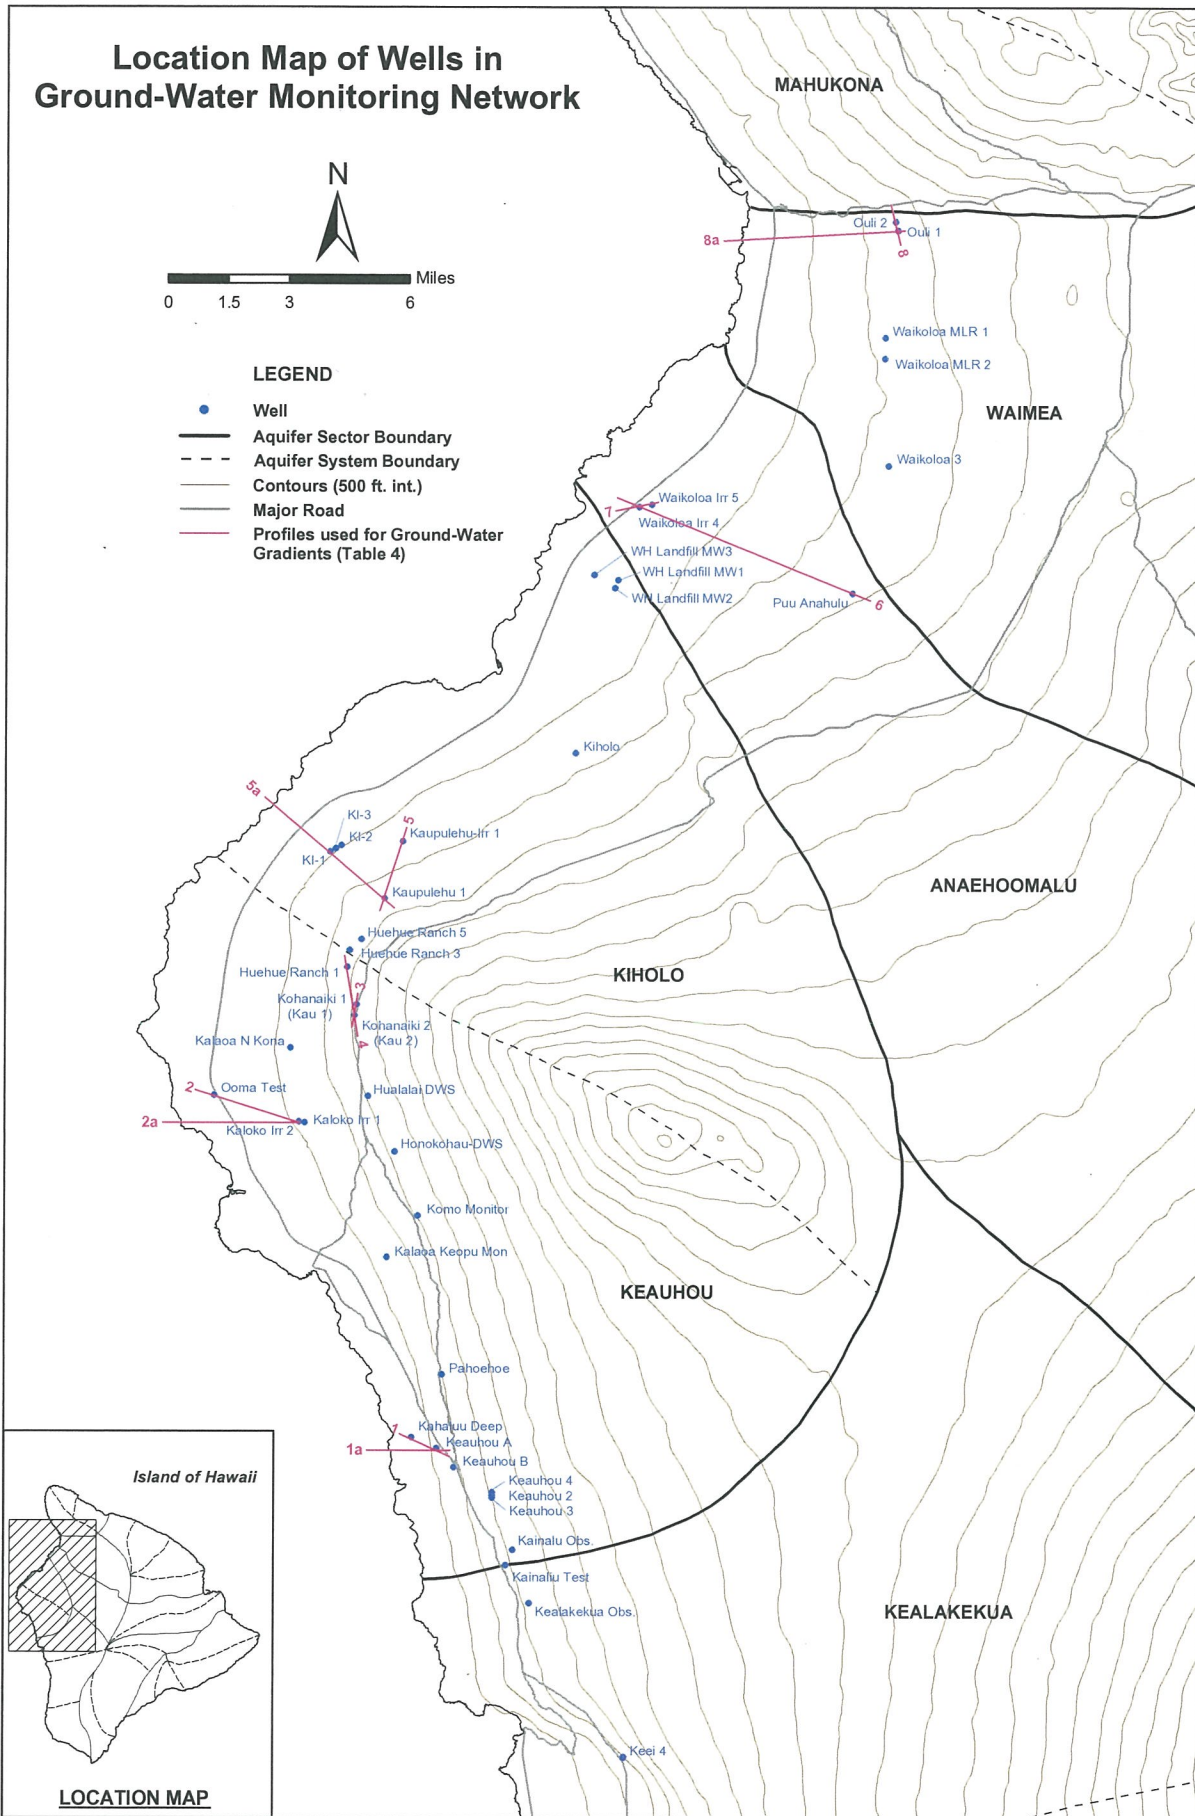 Location Map of Wells in
Ground-Water Monitoring Network
N
Miles
0 1.5 3 6
LEGEND
Well
Aquifer Sector Boundary
Aquifer System Boundary
Contours (500 ft. int.)
Major Road
Profiles used for Ground-Water
Gradients (Table 4)
MAHUKONA
Ouli 2
8a
Ouli 1
8
Waikoloa MLR 1
Waikoloa MLR 2
WAIMEA
Waikoloa 3
Waikoloa Irr 5
7
Waikoloa Irr 4
WH Landfill MW3
WH Landfill MW1
WH Landfill MW2
Puu Anahulu
6
Kiholo
5a
KI-3
5
KI-2
Kaupulehu-Irr 1
KI-1
Kaupulehu 1
ANAEHOOMALU
Huehue Ranch 5
Huehue Ranch 3
Huehue Ranch 1
KIHOLO
3
Kohanaiki 1
(Kau 1)
Kohanaiki 2
(Kau 2)
4
Kalaoa N Kona
2
Ooma Test
Hualalai DWS
2a
Kaloko Irr 1
Kaloko Irr 2
Honokohau-DWS
Komo Monitor
Kalaoa Keopu Mon
KEAUHOU
Pahoehoe
1
Kahaluu Deep
1a
Keauhou A
Keauhou B
Keauhou 4
Keauhou 2
Keauhou 3
Kainalu Obs.
Kainaliu Test
Kealakekua Obs.
KEALAKEKUA
Keei 4
Island of Hawaii
LOCATION MAP